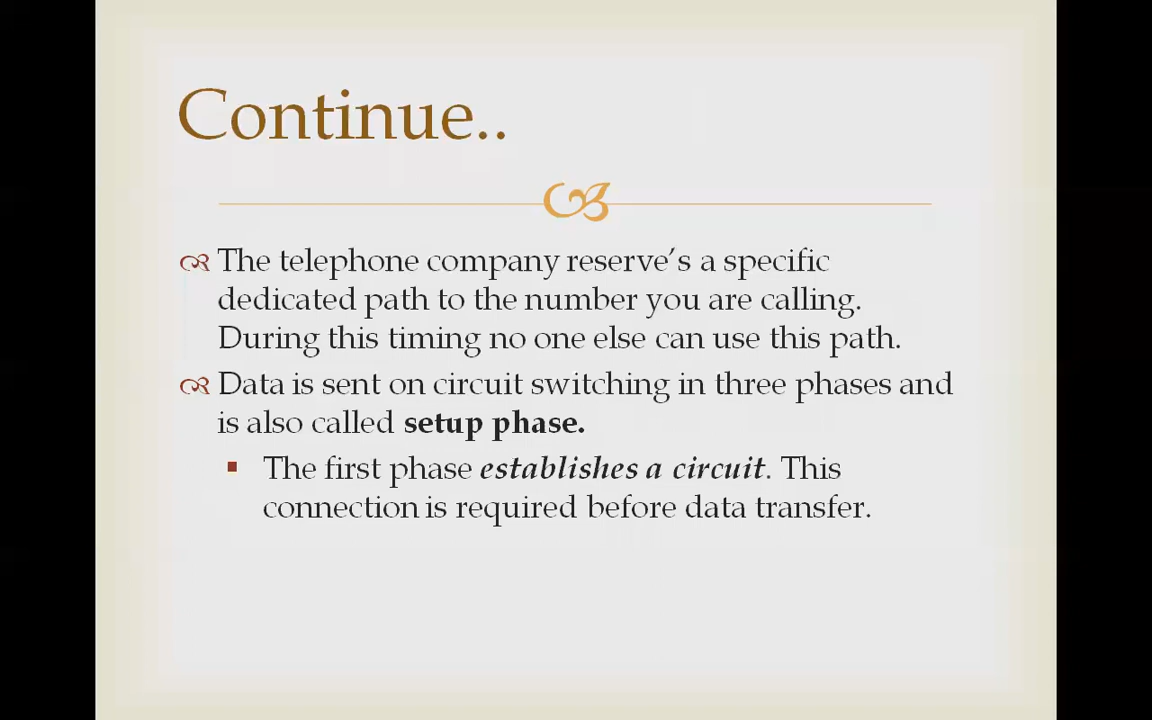 Continue..
The telephone company reserve's a specific
dedicated path to the number you are calling.
During this timing no one else can use this path.
Data is sent on circuit switching in three phases and
is also called setup phase.
The first phase establishes a circuit. This
connection is required before data transfer.